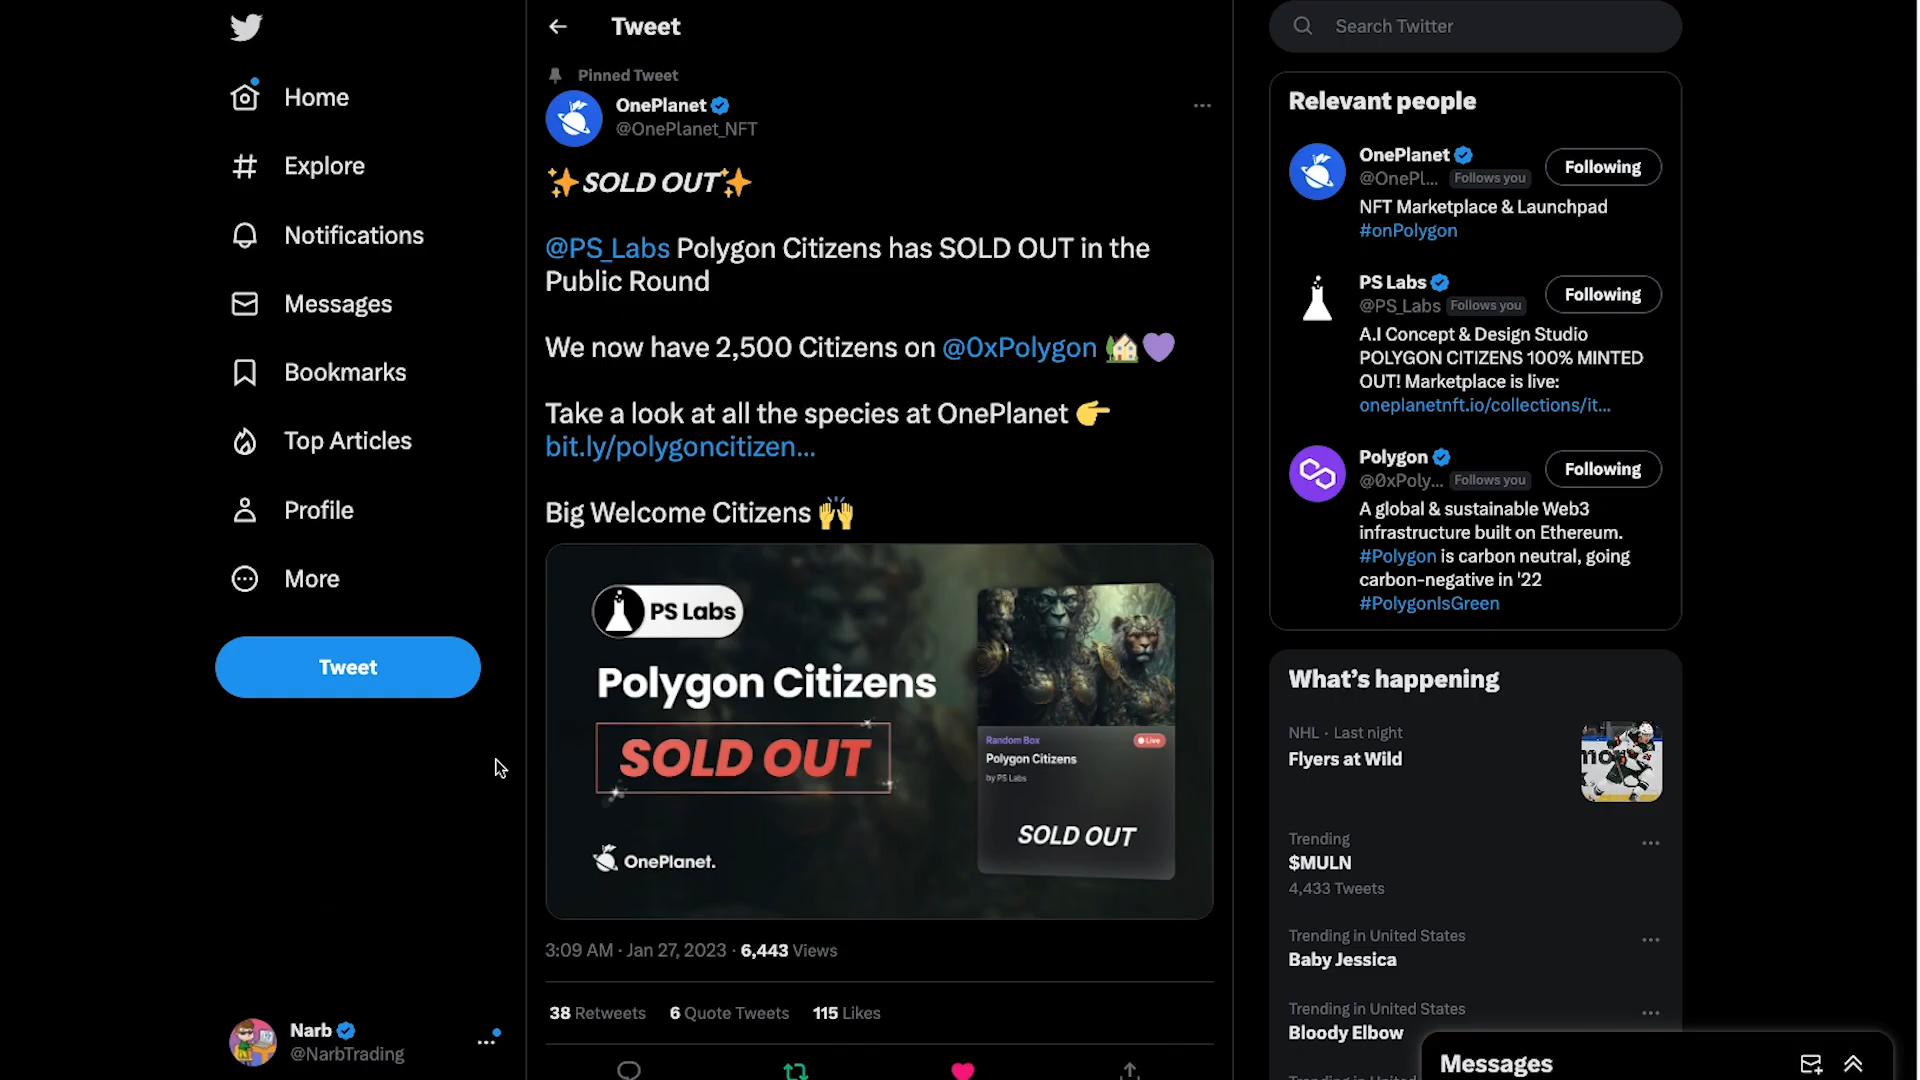 Home
Explore
Notifications
Messages
Bookmarks
Top Articles
Profile
More
Tweet
Narb
@NarbTrading
Tweet
Pinned Tweet
OnePlanet
@OnePlanet_NFT
✨SOLD OUT✨
@PS_Labs Polygon Citizens has SOLD OUT in the
Public Round
We now have 2,500 Citizens on @0xPolygon 🏡💜
Take a look at all the species at OnePlanet 👉
bit.ly/polygoncitizen...
Big Welcome Citizens 🙌
PS Labs
Polygon Citizens
SOLD OUT
OnePlanet.
Random Box
Live
Polygon Citizens
by PS Labs
SOLD OUT
3:09 AM · Jan 27, 2023 · 6,443 Views
38 Retweets 6 Quote Tweets 115 Likes
Search Twitter
Relevant people
OnePlanet
@OnePl... Follows you
Following
NFT Marketplace & Launchpad
#onPolygon
PS Labs
@PS_Labs Follows you
Following
A.I Concept & Design Studio
POLYGON CITIZENS 100% MINTED
OUT! Marketplace is live:
oneplanetnft.io/collections/it...
Polygon
@0xPoly... Follows you
Following
A global & sustainable Web3
infrastructure built on Ethereum.
#Polygon is carbon neutral, going
carbon-negative in '22
#PolygonIsGreen
What's happening
NHL · Last night
Flyers at Wild
Trending
$MULN
4,433 Tweets
Trending in United States
Baby Jessica
Trending in United States
Bloody Elbow
Messages